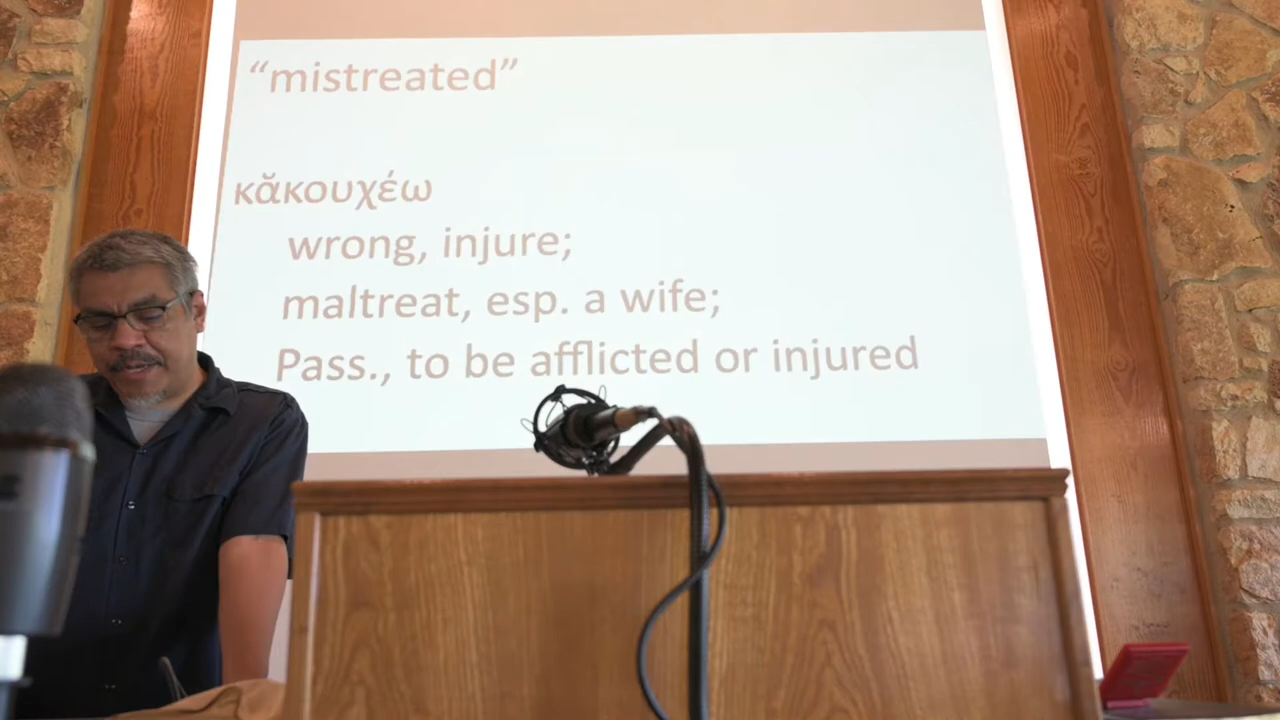 “mistreated”
κᾰκουχέω
wrong, injure;
maltreat, esp. a wife;
Pass., to be afflicted or injured